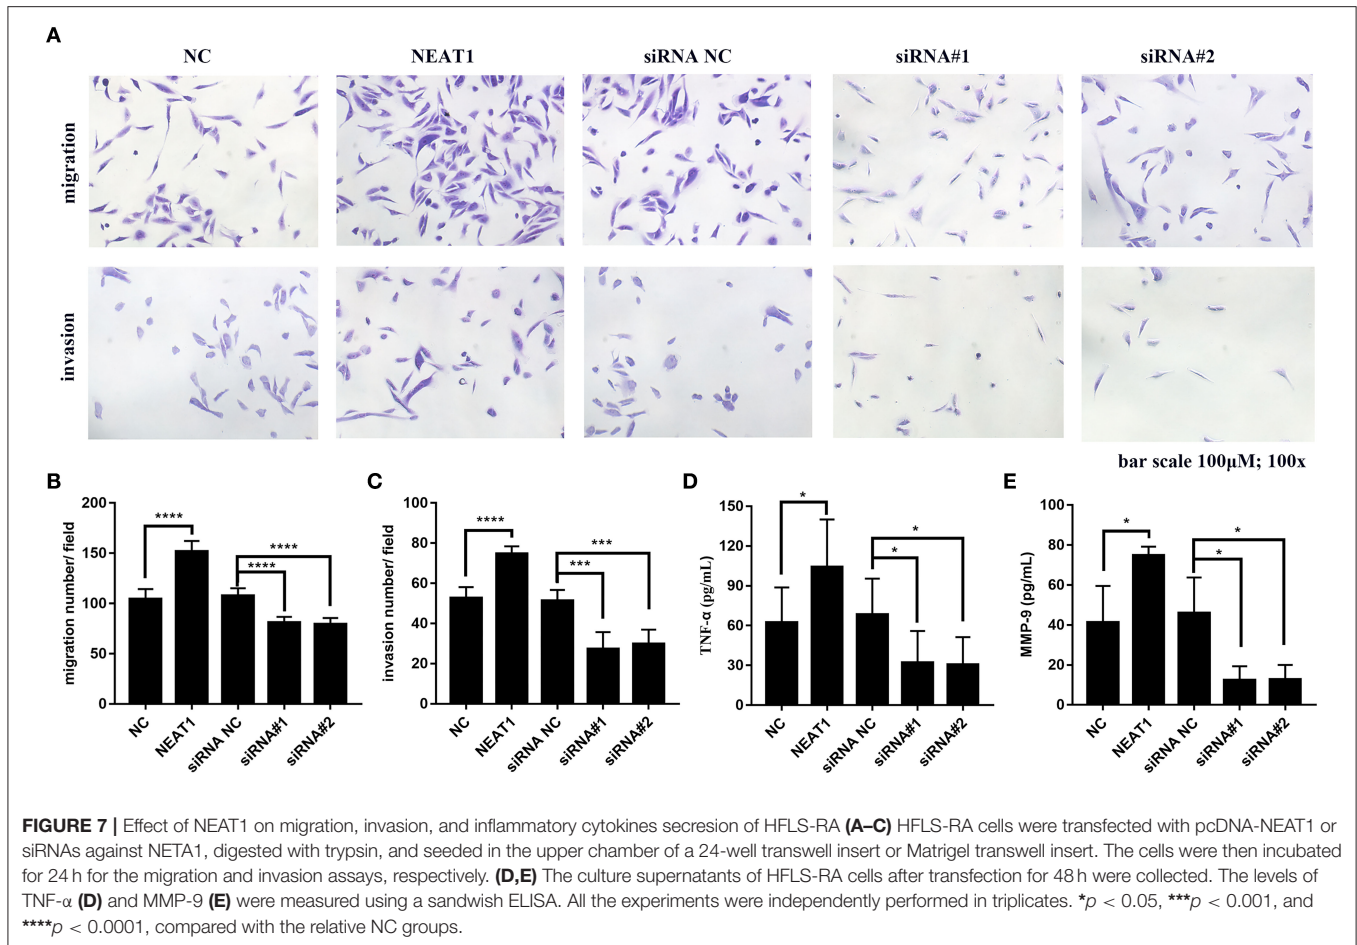 A
NC
NEAT1
siRNA NC
siRNA#1
siRNA#2
migration
invasion
bar scale 100μM; 100x
B
migration number/ field
200
150
100
50
0
****
****
****
NC
NEAT1
siRNA NC
siRNA#1
siRNA#2
C
invasion number/ field
100
80
60
40
20
0
****
***
***
NC
NEAT1
siRNA NC
siRNA#1
siRNA#2
D
TNF-α (pg/mL)
150
120
90
60
30
0
*
*
*
NC
NEAT1
siRNA NC
siRNA#1
siRNA#2
E
MMP-9 (pg/mL)
100
80
60
40
20
0
*
*
*
NC
NEAT1
siRNA NC
siRNA#1
siRNA#2
FIGURE 7 | Effect of NEAT1 on migration, invasion, and inflammatory cytokines secresion of HFLS-RA (A–C) HFLS-RA cells were transfected with pcDNA-NEAT1 or
siRNAs against NETA1, digested with trypsin, and seeded in the upper chamber of a 24-well transwell insert or Matrigel transwell insert. The cells were then incubated
for 24 h for the migration and invasion assays, respectively. (D,E) The culture supernatants of HFLS-RA cells after transfection for 48 h were collected. The levels of
TNF-α (D) and MMP-9 (E) were measured using a sandwish ELISA. All the experiments were independently performed in triplicates. *p < 0.05, ***p < 0.001, and
****p < 0.0001, compared with the relative NC groups.